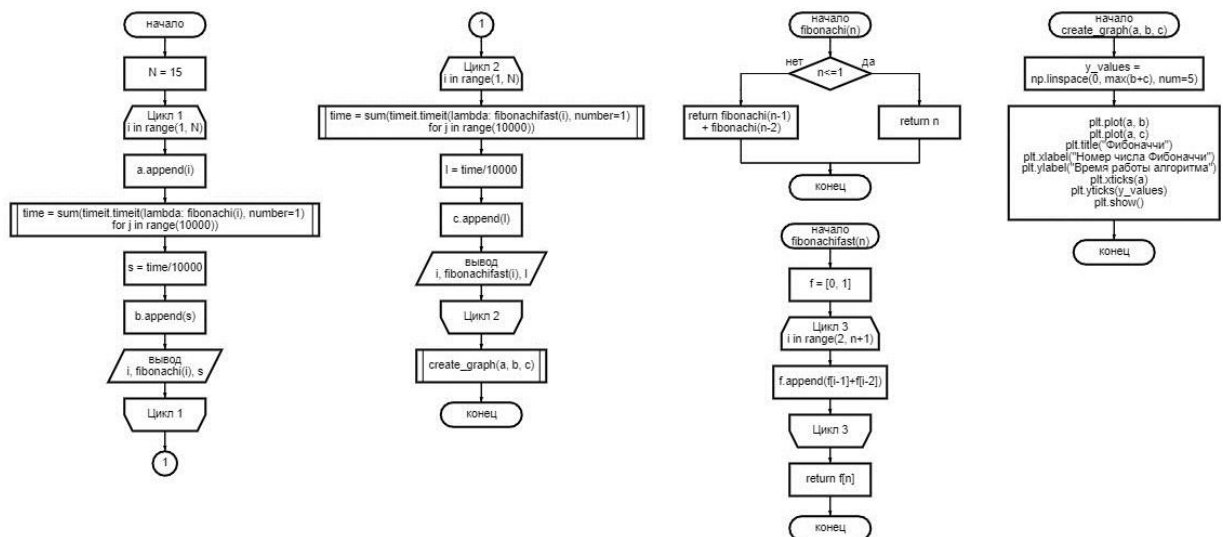 начало
N = 15
Цикл 1
i in range(1, N)
a.append(i)
time = sum(timeit.timeit(lambda: fibonachi(i), number=1)
for j in range(10000))
s = time/10000
b.append(s)
вывод
i, fibonachi(i), s
Цикл 1
1
1
Цикл 2
i in range(1, N)
time = sum(timeit.timeit(lambda: fibonachifast(i), number=1)
for j in range(10000))
l = time/10000
c.append(l)
вывод
i, fibonachifast(i), l
Цикл 2
create_graph(a, b, c)
конец
начало
fibonachi(n)
нет
n<=1
да
return fibonachi(n-1)
+ fibonachi(n-2)
return n
конец
начало
fibonachifast(n)
f = [0, 1]
Цикл 3
i in range(2, n+1)
f.append(f[i-1]+f[i-2])
Цикл 3
return f[n]
конец
начало
create_graph(a, b, c)
y_values =
np.linspace(0, max(b+c), num=5)
plt.plot(a, b)
plt.plot(a, c)
plt.title("Фибоначчи")
plt.xlabel("Номер числа Фибоначчи")
plt.ylabel("Время работы алгоритма")
plt.xticks(a)
plt.yticks(y_values)
plt.show()
конец